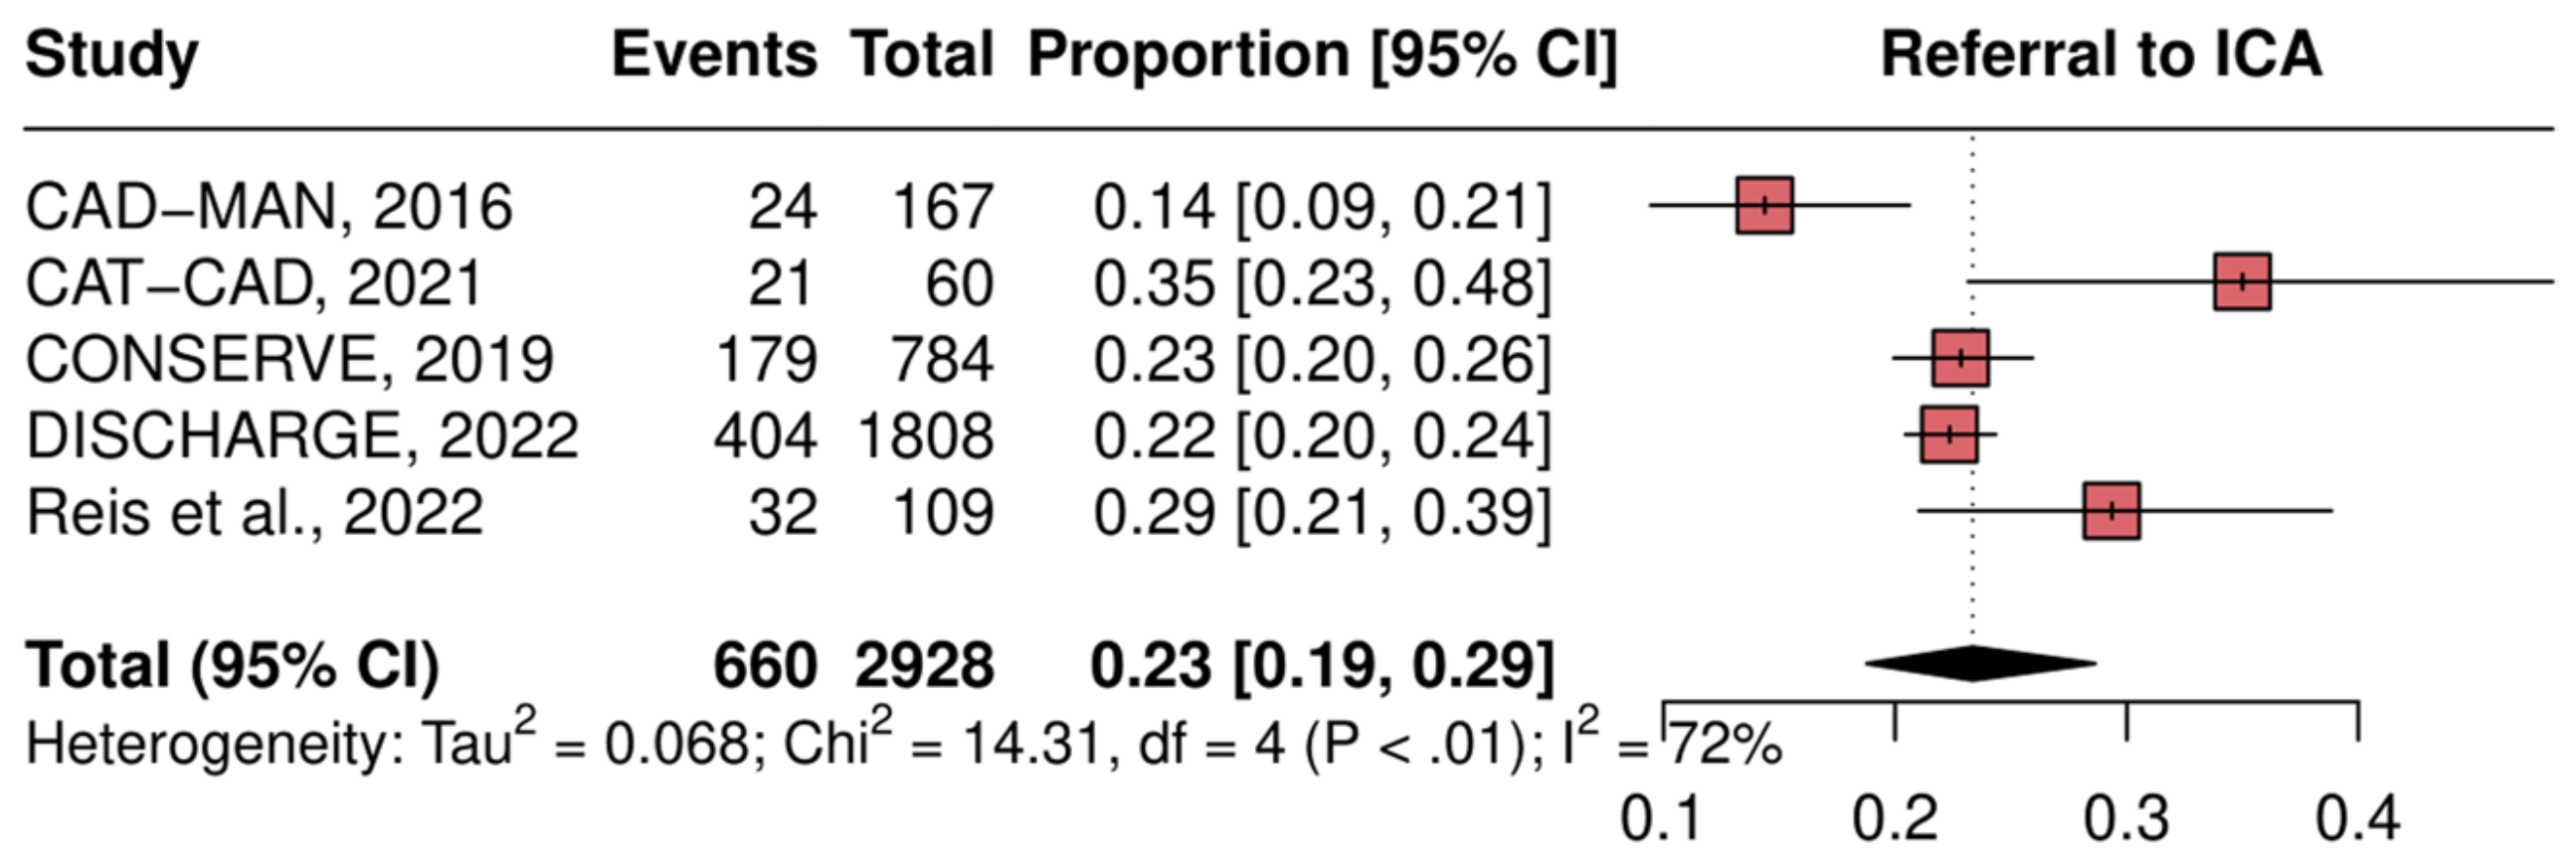 Study Events Total Proportion [95% CI] Referral to ICA
CAD−MAN, 2016 24 167 0.14 [0.09, 0.21]
CAT−CAD, 2021 21 60 0.35 [0.23, 0.48]
CONSERVE, 2019 179 784 0.23 [0.20, 0.26]
DISCHARGE, 2022 404 1808 0.22 [0.20, 0.24]
Reis et al., 2022 32 109 0.29 [0.21, 0.39]
Total (95% CI) 660 2928 0.23 [0.19, 0.29]
Heterogeneity: Tau² = 0.068; Chi² = 14.31, df = 4 (P < .01); I² = 72%
0.1 0.2 0.3 0.4